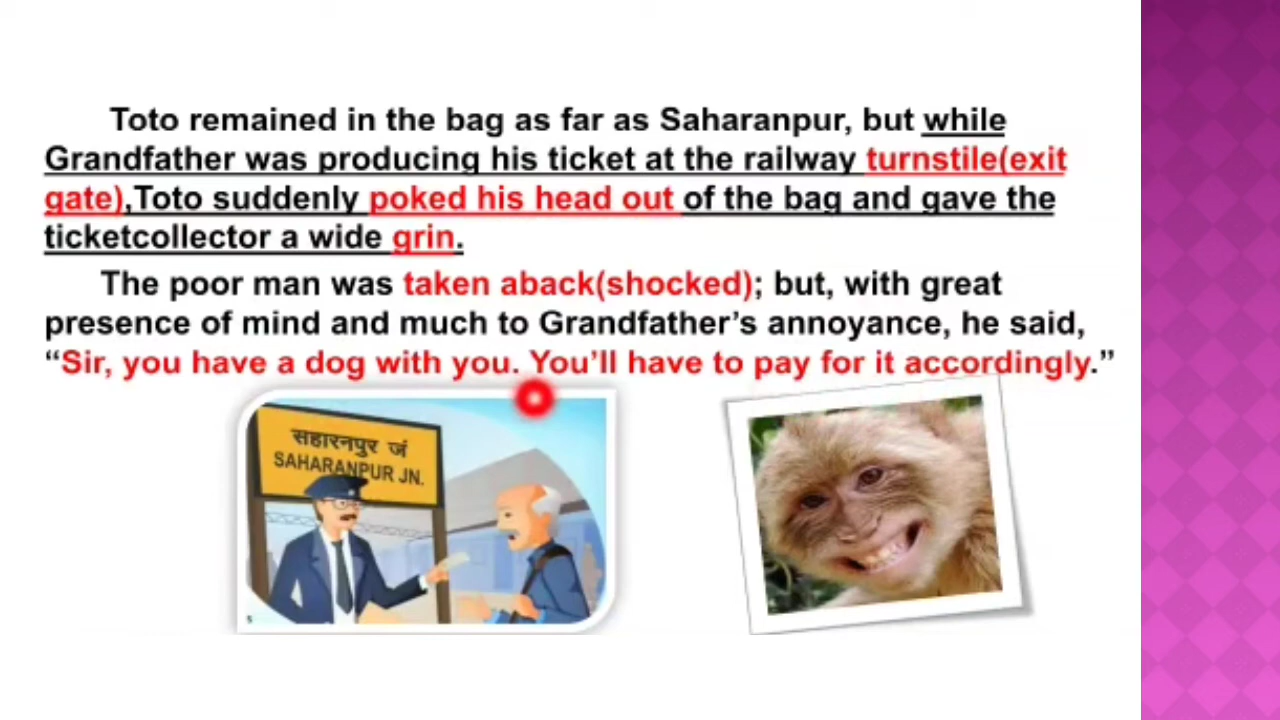 Toto remained in the bag as far as Saharanpur, but while
Grandfather was producing his ticket at the railway turnstile(exit
gate),Toto suddenly poked his head out of the bag and gave the
ticketcollector a wide grin.
The poor man was taken aback(shocked); but, with great
presence of mind and much to Grandfather’s annoyance, he said,
“Sir, you have a dog with you. You’ll have to pay for it accordingly.”
सहारनपुर जं
SAHARANPUR JN.